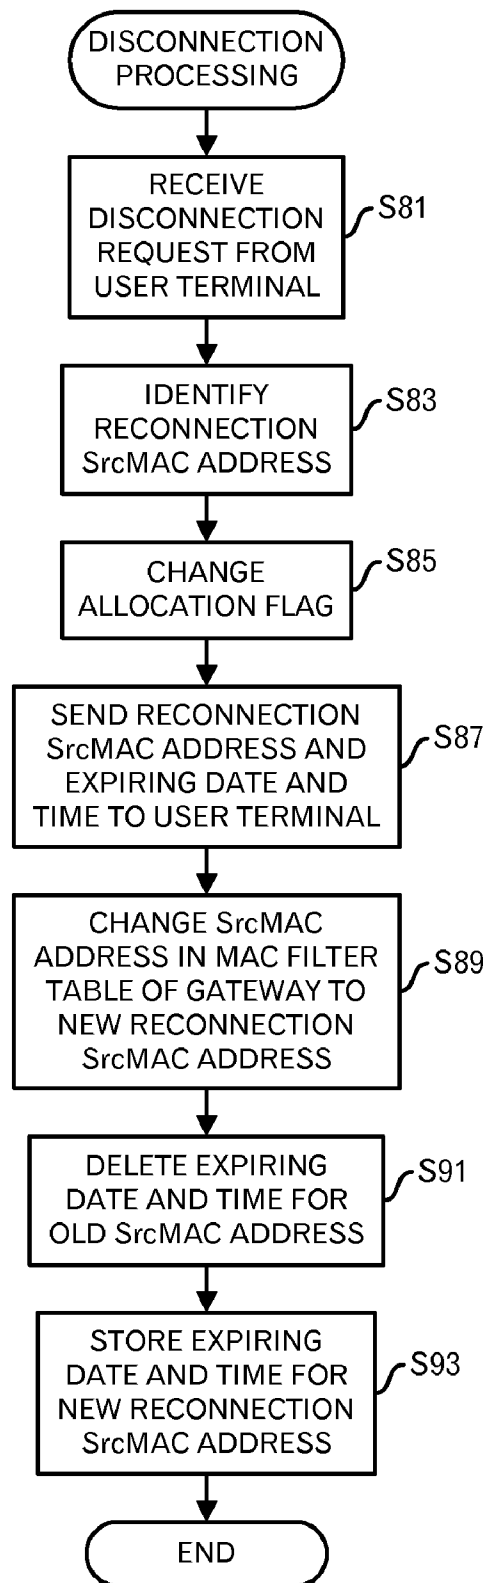 DISCONNECTION
PROCESSING
RECEIVE
DISCONNECTION
REQUEST FROM
USER TERMINAL
S81
IDENTIFY
RECONNECTION
SrcMAC ADDRESS
S83
CHANGE
ALLOCATION FLAG
S85
SEND RECONNECTION
SrcMAC ADDRESS AND
EXPIRING DATE AND
TIME TO USER TERMINAL
S87
CHANGE SrcMAC
ADDRESS IN MAC FILTER
TABLE OF GATEWAY TO
NEW RECONNECTION
SrcMAC ADDRESS
S89
DELETE EXPIRING
DATE AND TIME FOR
OLD SrcMAC ADDRESS
S91
STORE EXPIRING
DATE AND TIME FOR
NEW RECONNECTION
SrcMAC ADDRESS
S93
END